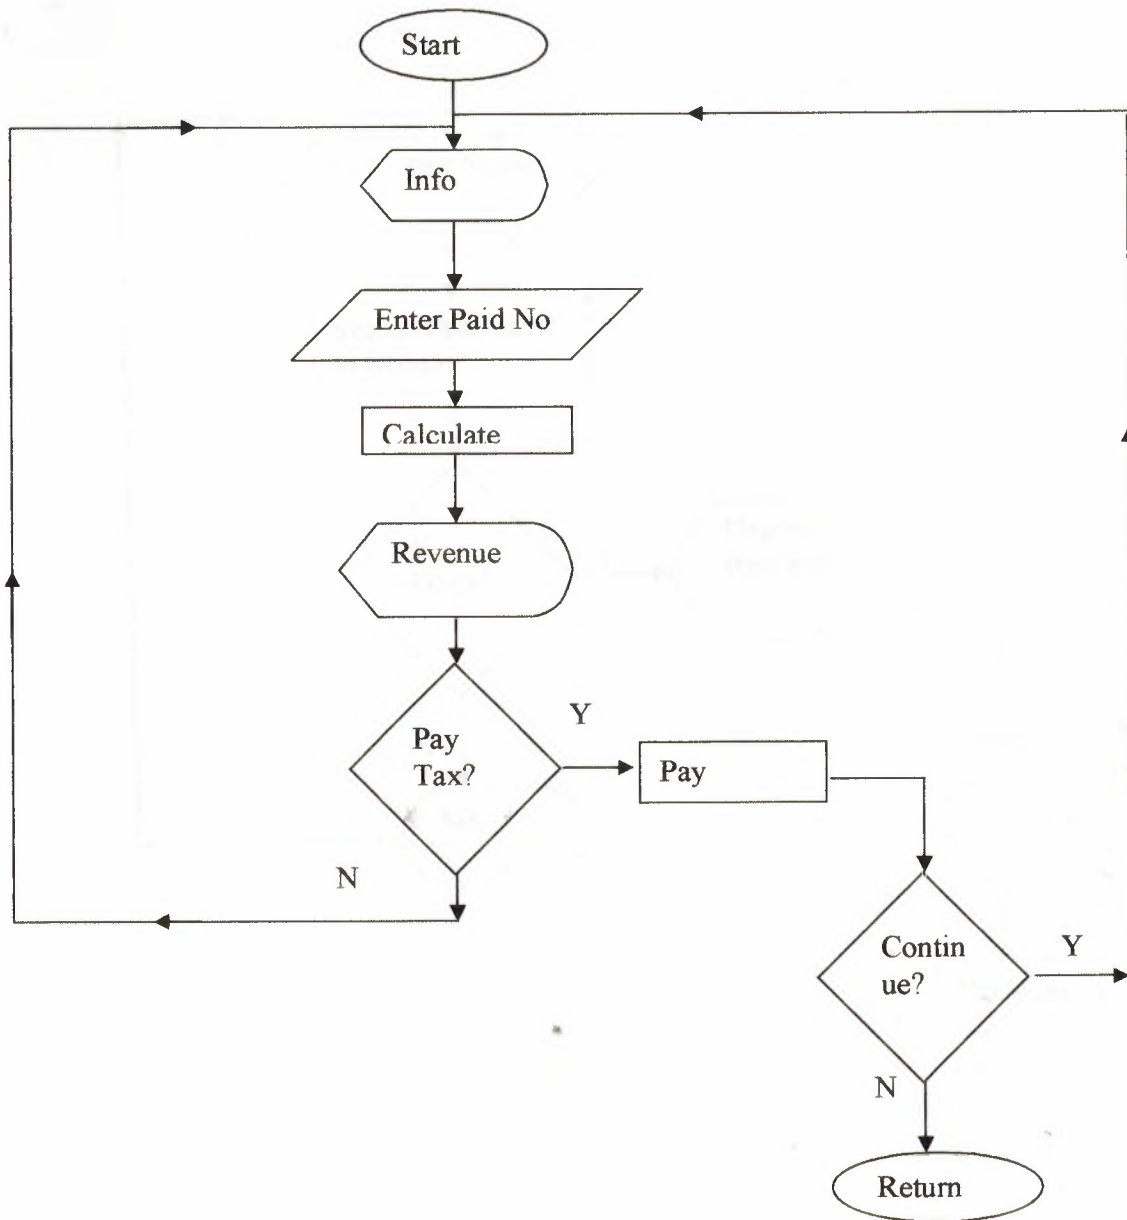 Start
Info
Enter Paid No
Calculate
Revenue
Pay
Tax?
Y
Pay
N
Contin
ue?
Y
N
Return